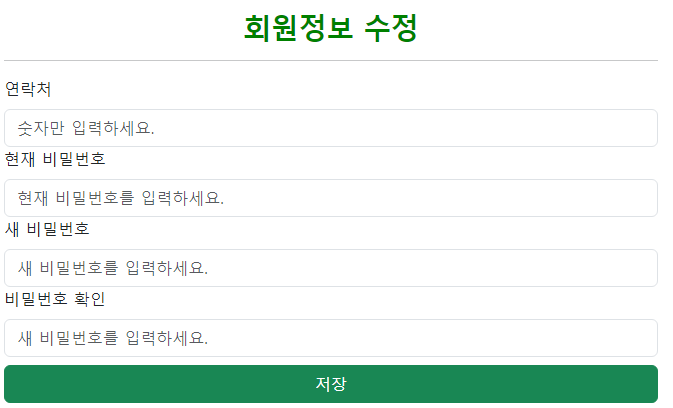 회원정보 수정
연락처
숫자만 입력하세요.
현재 비밀번호
현재 비밀번호를 입력하세요.
새 비밀번호
새 비밀번호를 입력하세요.
비밀번호 확인
새 비밀번호를 입력하세요.
저장